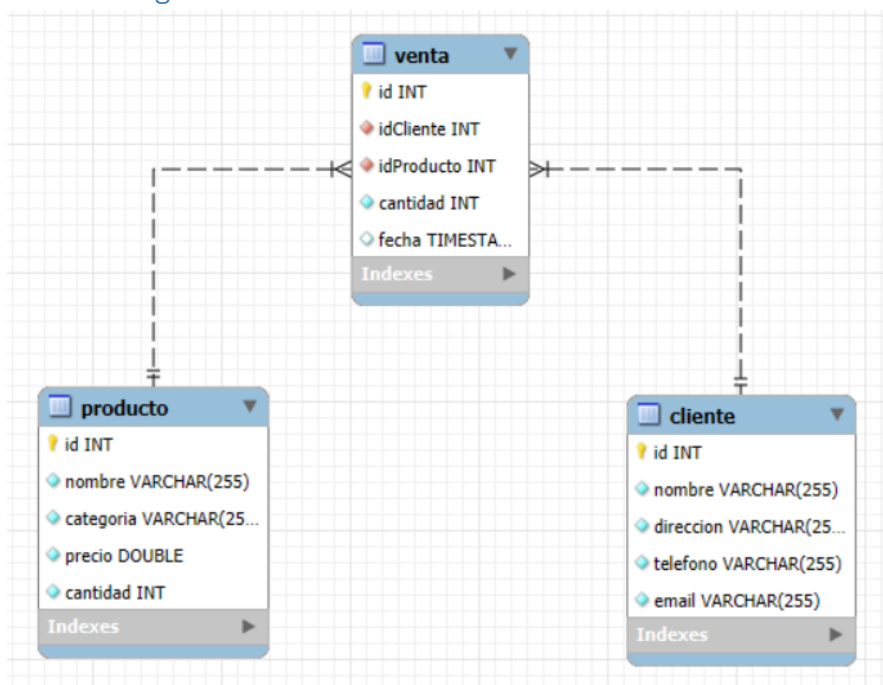 venta
id INT
idCliente INT
idProducto INT
cantidad INT
fecha TIMESTA...
Indexes
producto
id INT
nombre VARCHAR(255)
categoria VARCHAR(25...
precio DOUBLE
cantidad INT
Indexes
cliente
id INT
nombre VARCHAR(255)
direccion VARCHAR(25...
telefono VARCHAR(255)
email VARCHAR(255)
Indexes